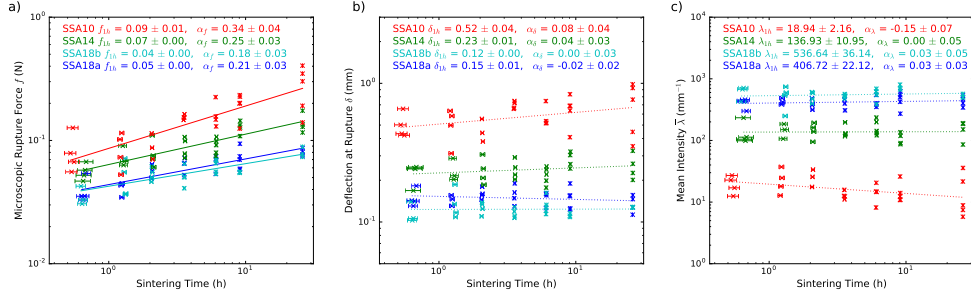 a)
SSA10 f1h = 0.09 ± 0.01, αf = 0.34 ± 0.04
SSA14 f1h = 0.07 ± 0.00, αf = 0.25 ± 0.03
SSA18b f1h = 0.04 ± 0.00, αf = 0.18 ± 0.03
SSA18a f1h = 0.05 ± 0.00, αf = 0.21 ± 0.03
Microscopic Rupture Force f (N)
10^0
10^-1
10^-2
10^0 10^1
Sintering Time (h)
b)
SSA10 δ1h = 0.52 ± 0.04, αδ = 0.08 ± 0.04
SSA14 δ1h = 0.23 ± 0.01, αδ = 0.04 ± 0.03
SSA18b δ1h = 0.12 ± 0.00, αδ = 0.00 ± 0.03
SSA18a δ1h = 0.15 ± 0.01, αδ = -0.02 ± 0.02
Deflection at Rupture δ (mm)
10^0
10^-1
10^0 10^1
Sintering Time (h)
c)
SSA10 λ1h = 18.94 ± 2.16, αλ = -0.15 ± 0.07
SSA14 λ1h = 136.93 ± 10.95, αλ = 0.00 ± 0.05
SSA18b λ1h = 536.64 ± 36.14, αλ = 0.03 ± 0.05
SSA18a λ1h = 406.72 ± 22.12, αλ = 0.03 ± 0.03
Mean Intensity λ̅ (mm^-1)
10^4
10^3
10^2
10^1
10^0
10^0 10^1
Sintering Time (h)